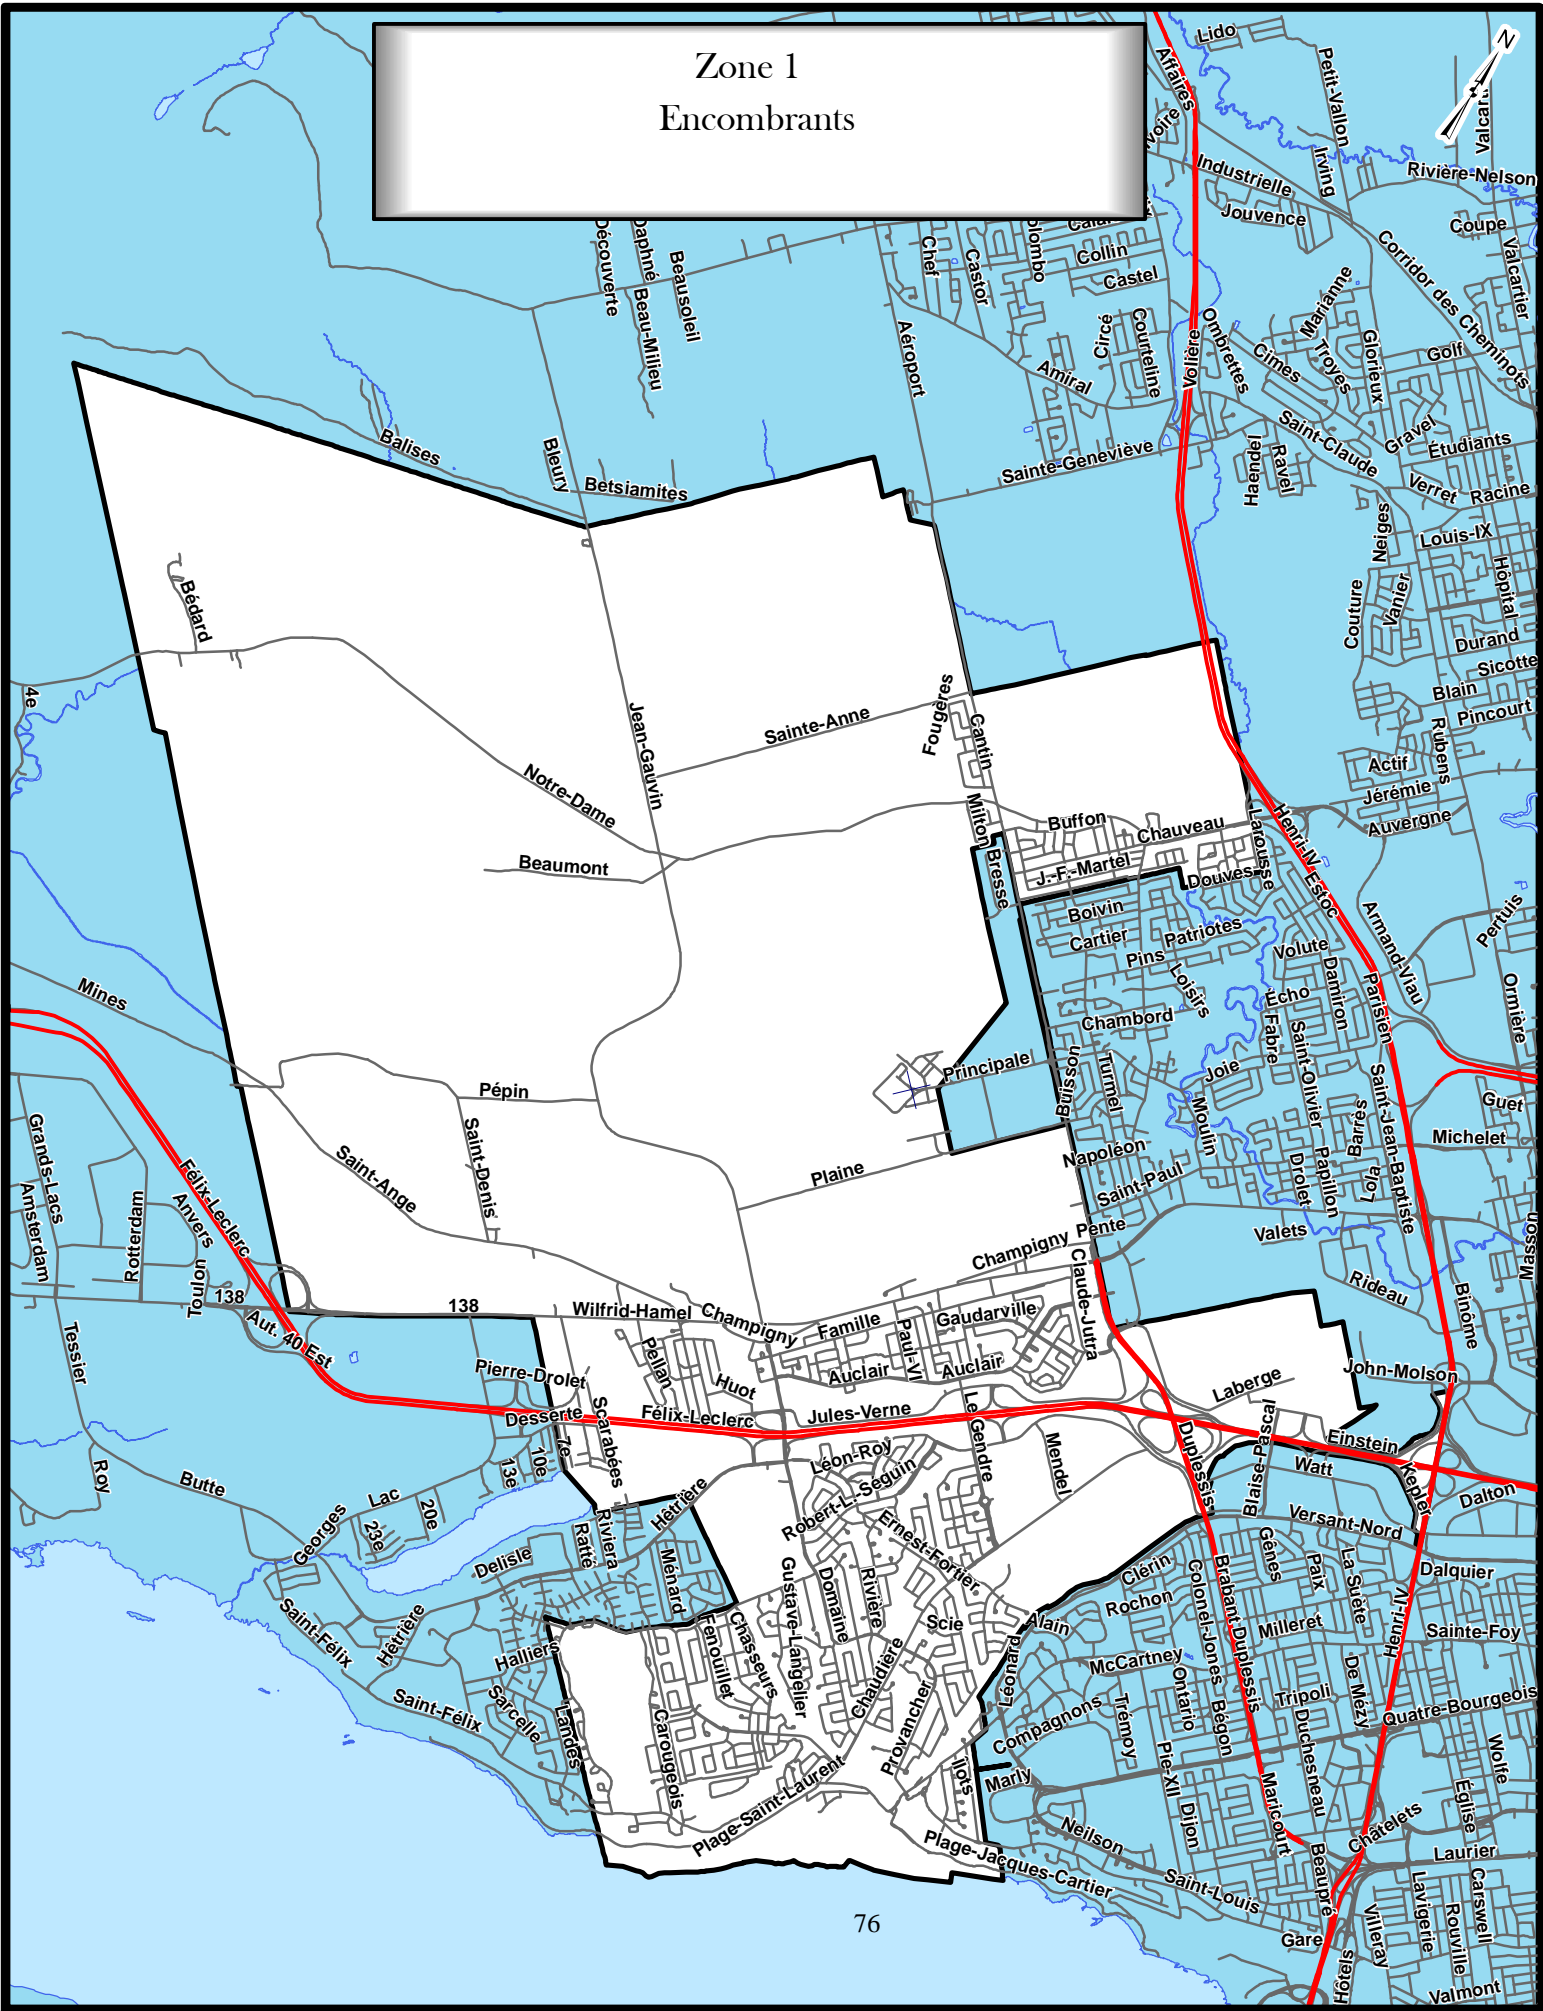 Zone 1
Encombrants
N
Lido
Affaires
Petit-Vallon
Irving
Industrielle
Jouvence
Rivière-Nelson
Coupe
Valcartier
Corridor des Cheminots
Découverte
Daphné
Beau-Milieu
Beausoleil
Chef
Castor
Collin
Castel
Aéroport
Circé
Courteline
Amiral
Volière
Ombrettes
Cimes
Marianne
Troyes
Glorieux
Golf
Balises
Bleury
Betsiamites
Sainte-Geneviève
Haendel
Ravel
Saint-Claude
Gravel
Étudiants
Verret
Racine
Neiges
Louis-IX
Hôpital
Couture
Vanier
Durand
Sicotte
Blain
Pincourt
Rubens
Bédard
4e
Jean-Gauvin
Sainte-Anne
Fougères
Cantin
Notre-Dame
Beaumont
Milton
Bresse
Buffon
Chauveau
J.-F.-Martel
Douves
Larousse
Henri-IV
Estoc
Actif
Jérémie
Auvergne
Boivin
Cartier
Patriotes
Pins
Loisirs
Volute
Damiron
Armand-Viau
Parisien
Pertuis
Ormière
Mines
Écho
Fabre
Saint-Olivier
Chambord
Principale
Buisson
Turmel
Joie
Moulin
Barrès
Lola
Papillon
Drolet
Saint-Jean-Baptiste
Guet
Michelet
Masson
Pépin
Saint-Denis
Saint-Ange
Plaine
Napoléon
Saint-Paul
Valets
Rideau
Binôme
Grands-Lacs
Amsterdam
Rotterdam
Anvers
Toulon
Félix-Leclerc
138
138
Aut. 40 Est
Tessier
Wilfrid-Hamel
Champigny
Champigny
Pente
Claude-Jutra
Famille
Paul-VI
Gaudarville
Auclair
Auclair
Pellan
Huot
Pierre-Drolet
Desserte
Scarabées
Félix-Leclerc
Jules-Verne
Le Gendre
Mendel
Duplessis
Laberge
Blaise-Pascal
John-Molson
Einstein
Watt
Kepler
Dalton
Versant-Nord
Dalquier
Roy
Butte
Georges
Lac
23e
20e
13e
10e
7e
Hêtrière
Léon-Roy
Robert-L.-Séguin
Ernest-Fortier
Delisle
Ratté
Riviera
Ménard
Saint-Félix
Hêtrière
Halliers
Sarcelle
Landes
Saint-Félix
Fenouillet
Chasseurs
Carougeois
Gustave-Langelier
Domaine
Rivière
Scie
Chaudière
Provancher
Plage-Saint-Laurent
Alain
Léonard
Clérin
Rochon
McCartney
Compagnons
Trémoy
Ontario
Colonel-Jones
Bégon
Brabant
Duplessis
Gênes
Paix
La Suète
Milleret
Tripoli
De Mézy
Duchesneau
Henri-IV
Sainte-Foy
Quatre-Bourgeois
Wolfe
Église
Ilots
Marly
Neilson
Pie-XII
Dijon
Maricourt
Beaupré
Châtelets
Laurier
Plage-Jacques-Cartier
Saint-Louis
Gare
Hôtels
Villeray
Lavigerie
Rouville
Carswell
Valmont
76